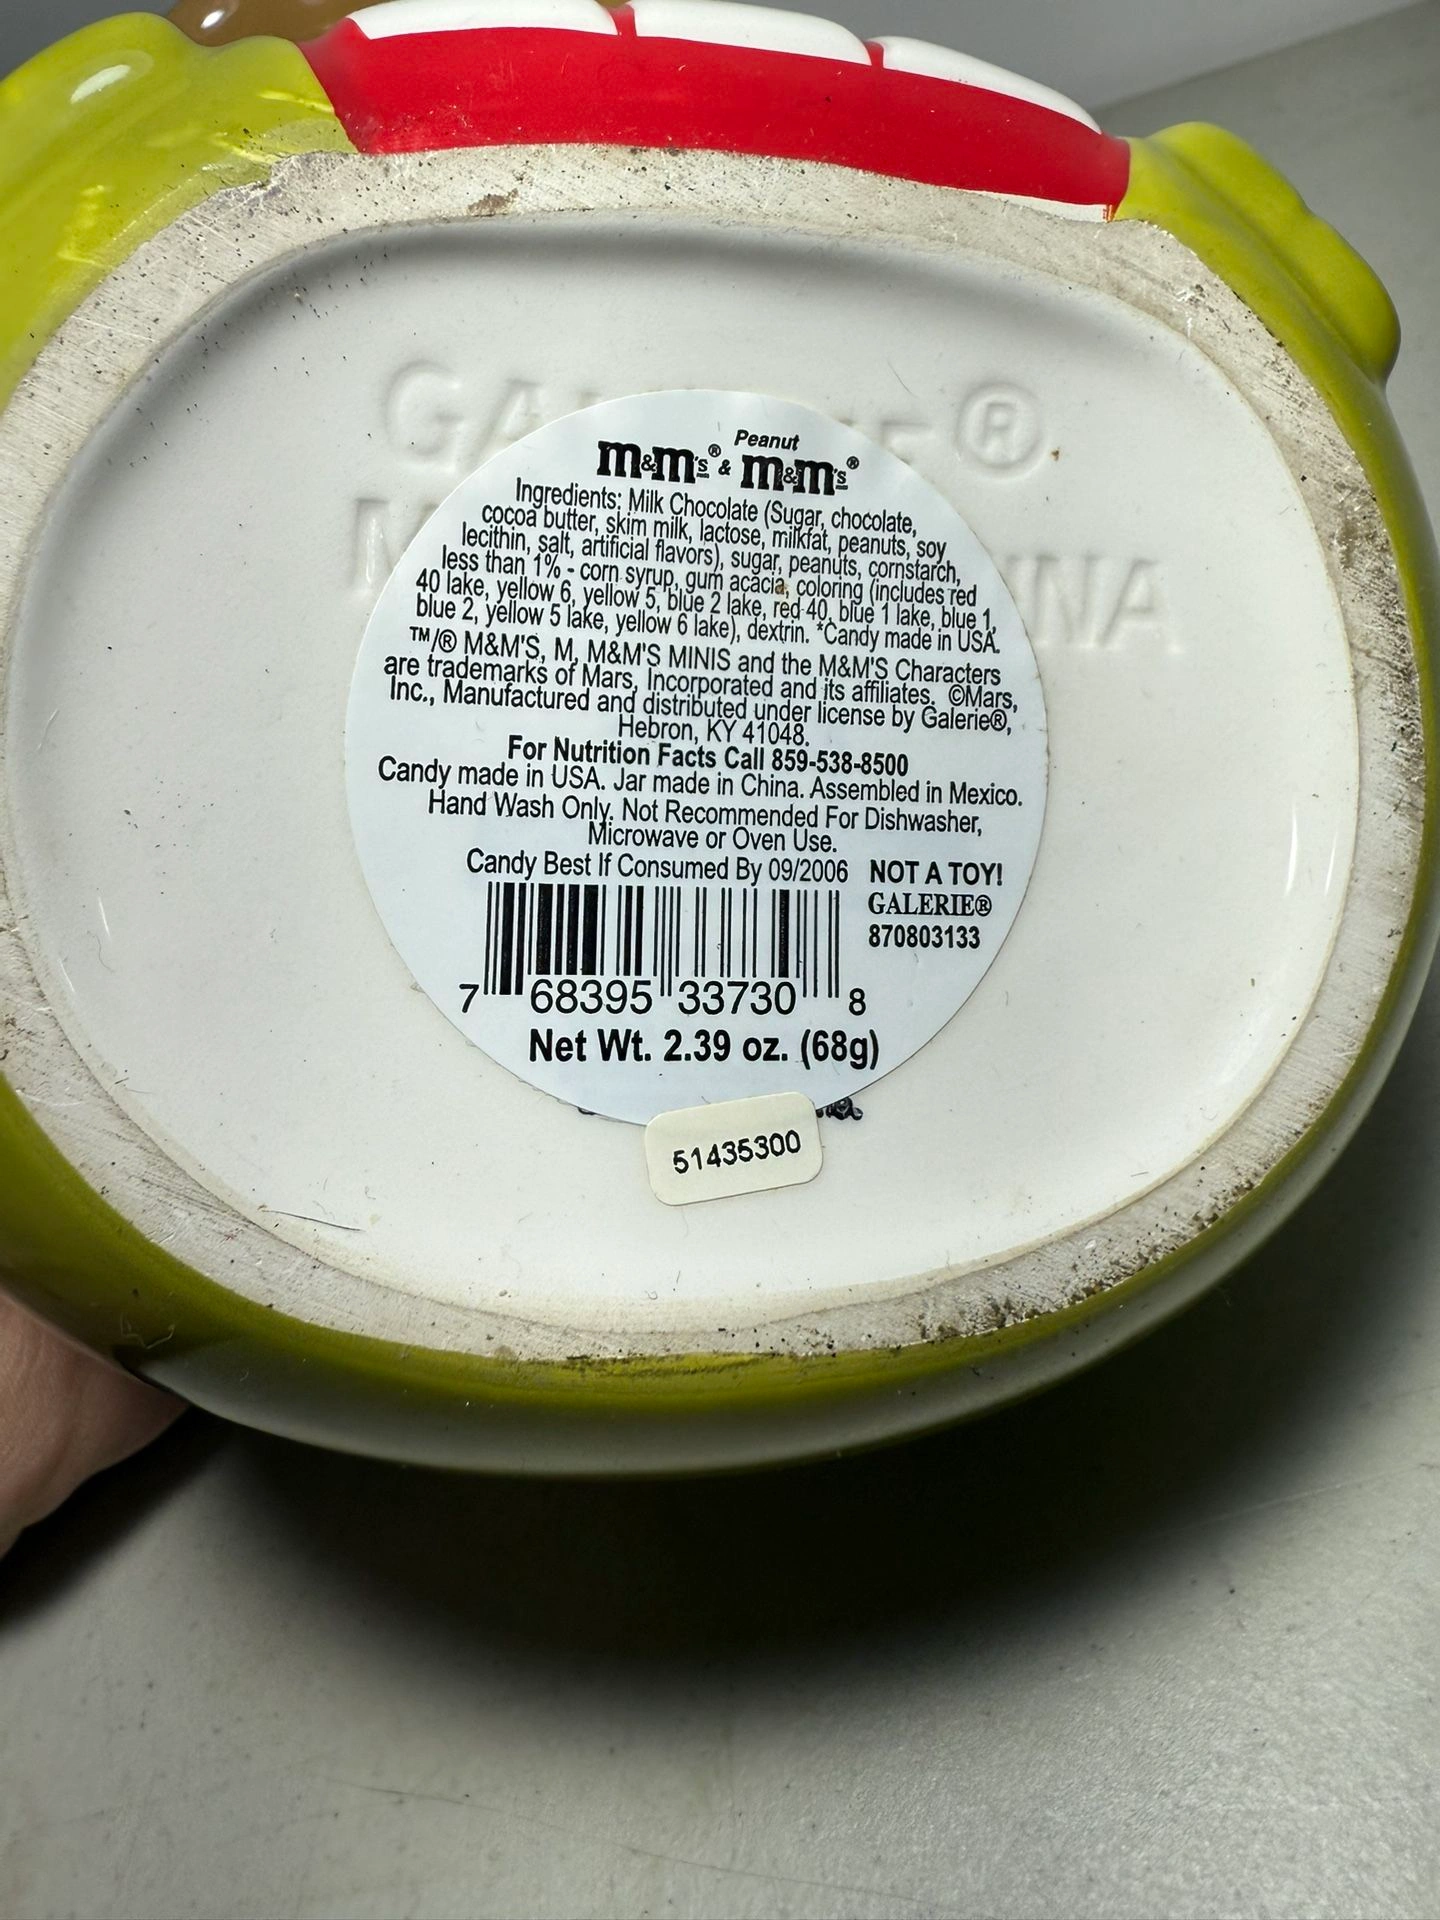 GALERIE®
M
INA
Peanut
m&m's® & m&m's®
Ingredients: Milk Chocolate (Sugar, chocolate,
cocoa butter, skim milk, lactose, milkfat, peanuts, soy
lecithin, salt, artificial flavors), sugar, peanuts, cornstarch,
less than 1% - corn syrup, gum acacia, coloring (includes red
40 lake, yellow 6, yellow 5, blue 2 lake, red 40, blue 1 lake, blue 1,
blue 2, yellow 5 lake, yellow 6 lake), dextrin. *Candy made in USA.
™/® M&M'S, M, M&M'S MINIS and the M&M'S Characters
are trademarks of Mars, Incorporated and its affiliates. ©Mars,
Inc., Manufactured and distributed under license by Galerie®,
Hebron, KY 41048.
For Nutrition Facts Call 859-538-8500
Candy made in USA. Jar made in China. Assembled in Mexico.
Hand Wash Only. Not Recommended For Dishwasher,
Microwave or Oven Use.
Candy Best If Consumed By 09/2006
NOT A TOY!
GALERIE®
870803133
7 68395 33730 8
Net Wt. 2.39 oz. (68g)
51435300